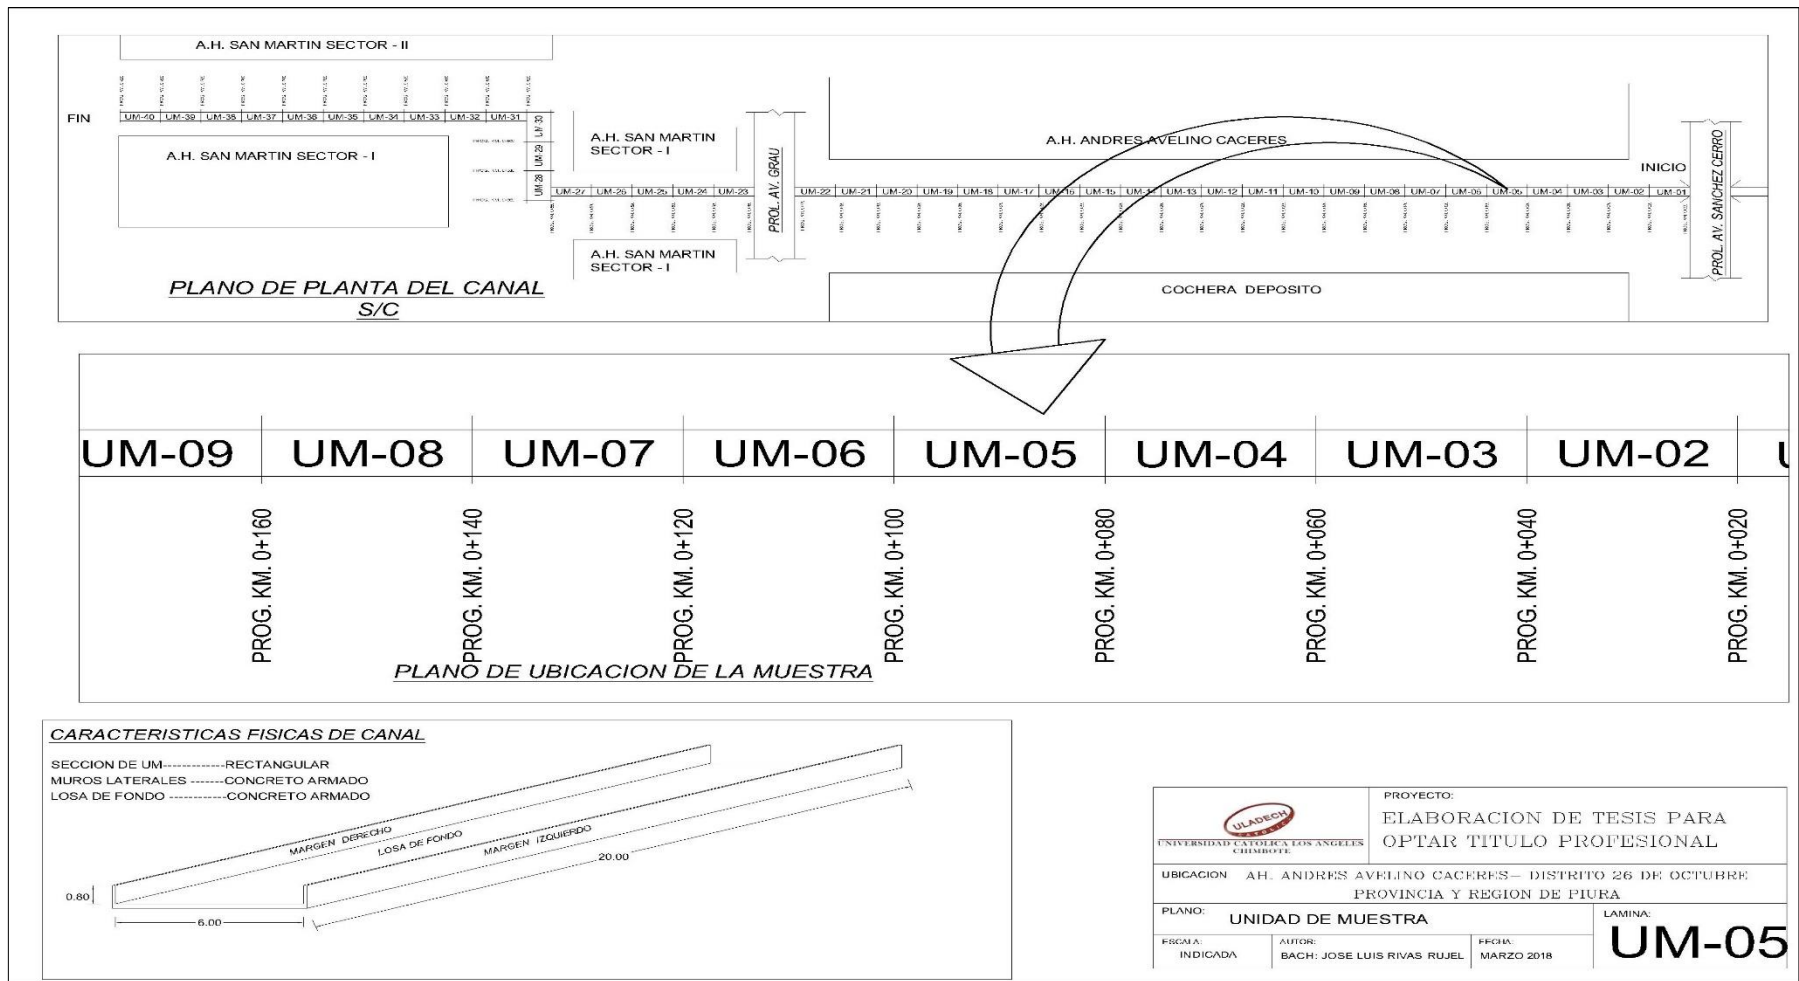 A.H. SAN MARTIN SECTOR - II
FIN
UM-40 UM-39 UM-38 UM-37 UM-36 UM-35 UM-34 UM-33 UM-32 UM-31
UM-30
UM-29
UM-28
A.H. SAN MARTIN SECTOR - I
A.H. SAN MARTIN
SECTOR - I
PROL. AV. GRAU
A.H. ANDRES AVELINO CACERES
INICIO
PROL. AV. SANCHEZ CERRO
UM-27 UM-26 UM-25 UM-24 UM-23 UM-22 UM-21 UM-20 UM-19 UM-18 UM-17 UM-16 UM-15 UM-13 UM-12 UM-11 UM-10 UM-09 UM-08 UM-07 UM-06 UM-05 UM-04 UM-03 UM-02 UM-01
A.H. SAN MARTIN
SECTOR - I
COCHERA DEPOSITO
PLANO DE PLANTA DEL CANAL
S/C
UM-09 UM-08 UM-07 UM-06 UM-05 UM-04 UM-03 UM-02
PROG. KM. 0+160
PROG. KM. 0+140
PROG. KM. 0+120
PROG. KM. 0+100
PROG. KM. 0+080
PROG. KM. 0+060
PROG. KM. 0+040
PROG. KM. 0+020
PLANO DE UBICACION DE LA MUESTRA
CARACTERISTICAS FISICAS DE CANAL
SECCION DE UM------------RECTANGULAR
MUROS LATERALES ------CONCRETO ARMADO
LOSA DE FONDO ----------CONCRETO ARMADO
MARGEN DERECHO
LOSA DE FONDO
MARGEN IZQUIERDO
20.00
0.80
6.00
ULADECH
CATOLICA
UNIVERSIDAD CATOLICA LOS ANGELES
CHIMBOTE
PROYECTO:
ELABORACION DE TESIS PARA
OPTAR TITULO PROFESIONAL
UBICACION AH. ANDRES AVELINO CACERES- DISTRITO 26 DE OCTUBRE
PROVINCIA Y REGION DE PIURA
PLANO:
UNIDAD DE MUESTRA
LAMINA:
UM-05
ESCALA:
INDICADA
AUTOR:
BACH: JOSE LUIS RIVAS RUJEL
FECHA:
MARZO 2018